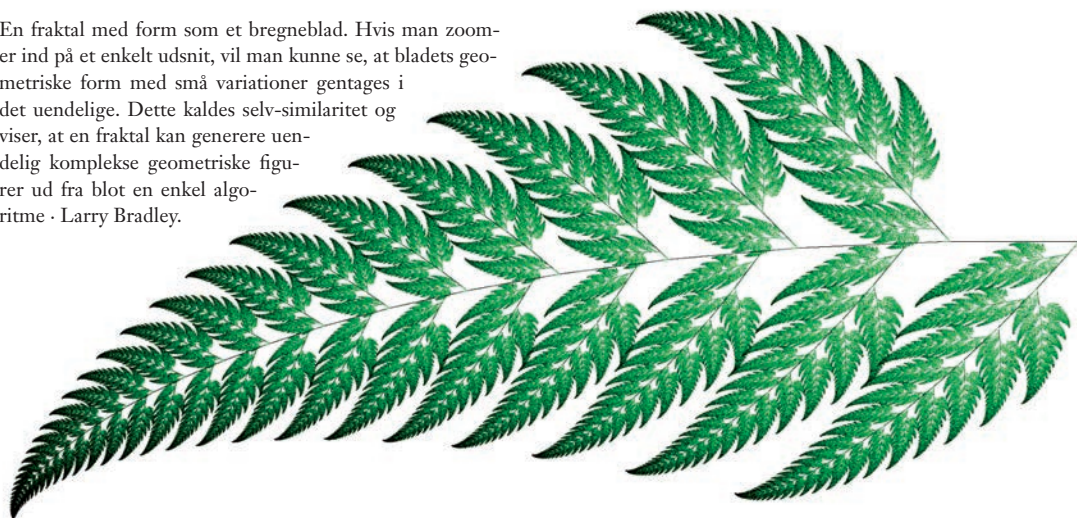 En fraktal med form som et bregneblad. Hvis man zoom-
er ind på et enkelt udsnit, vil man kunne se, at bladets geo-
metriske form med små variationer gentages i
det uendelige. Dette kaldes selv-similaritet og
viser, at en fraktal kan generere uen-
delig komplekse geometriske figu-
rer ud fra blot en enkel algo-
ritme · Larry Bradley.